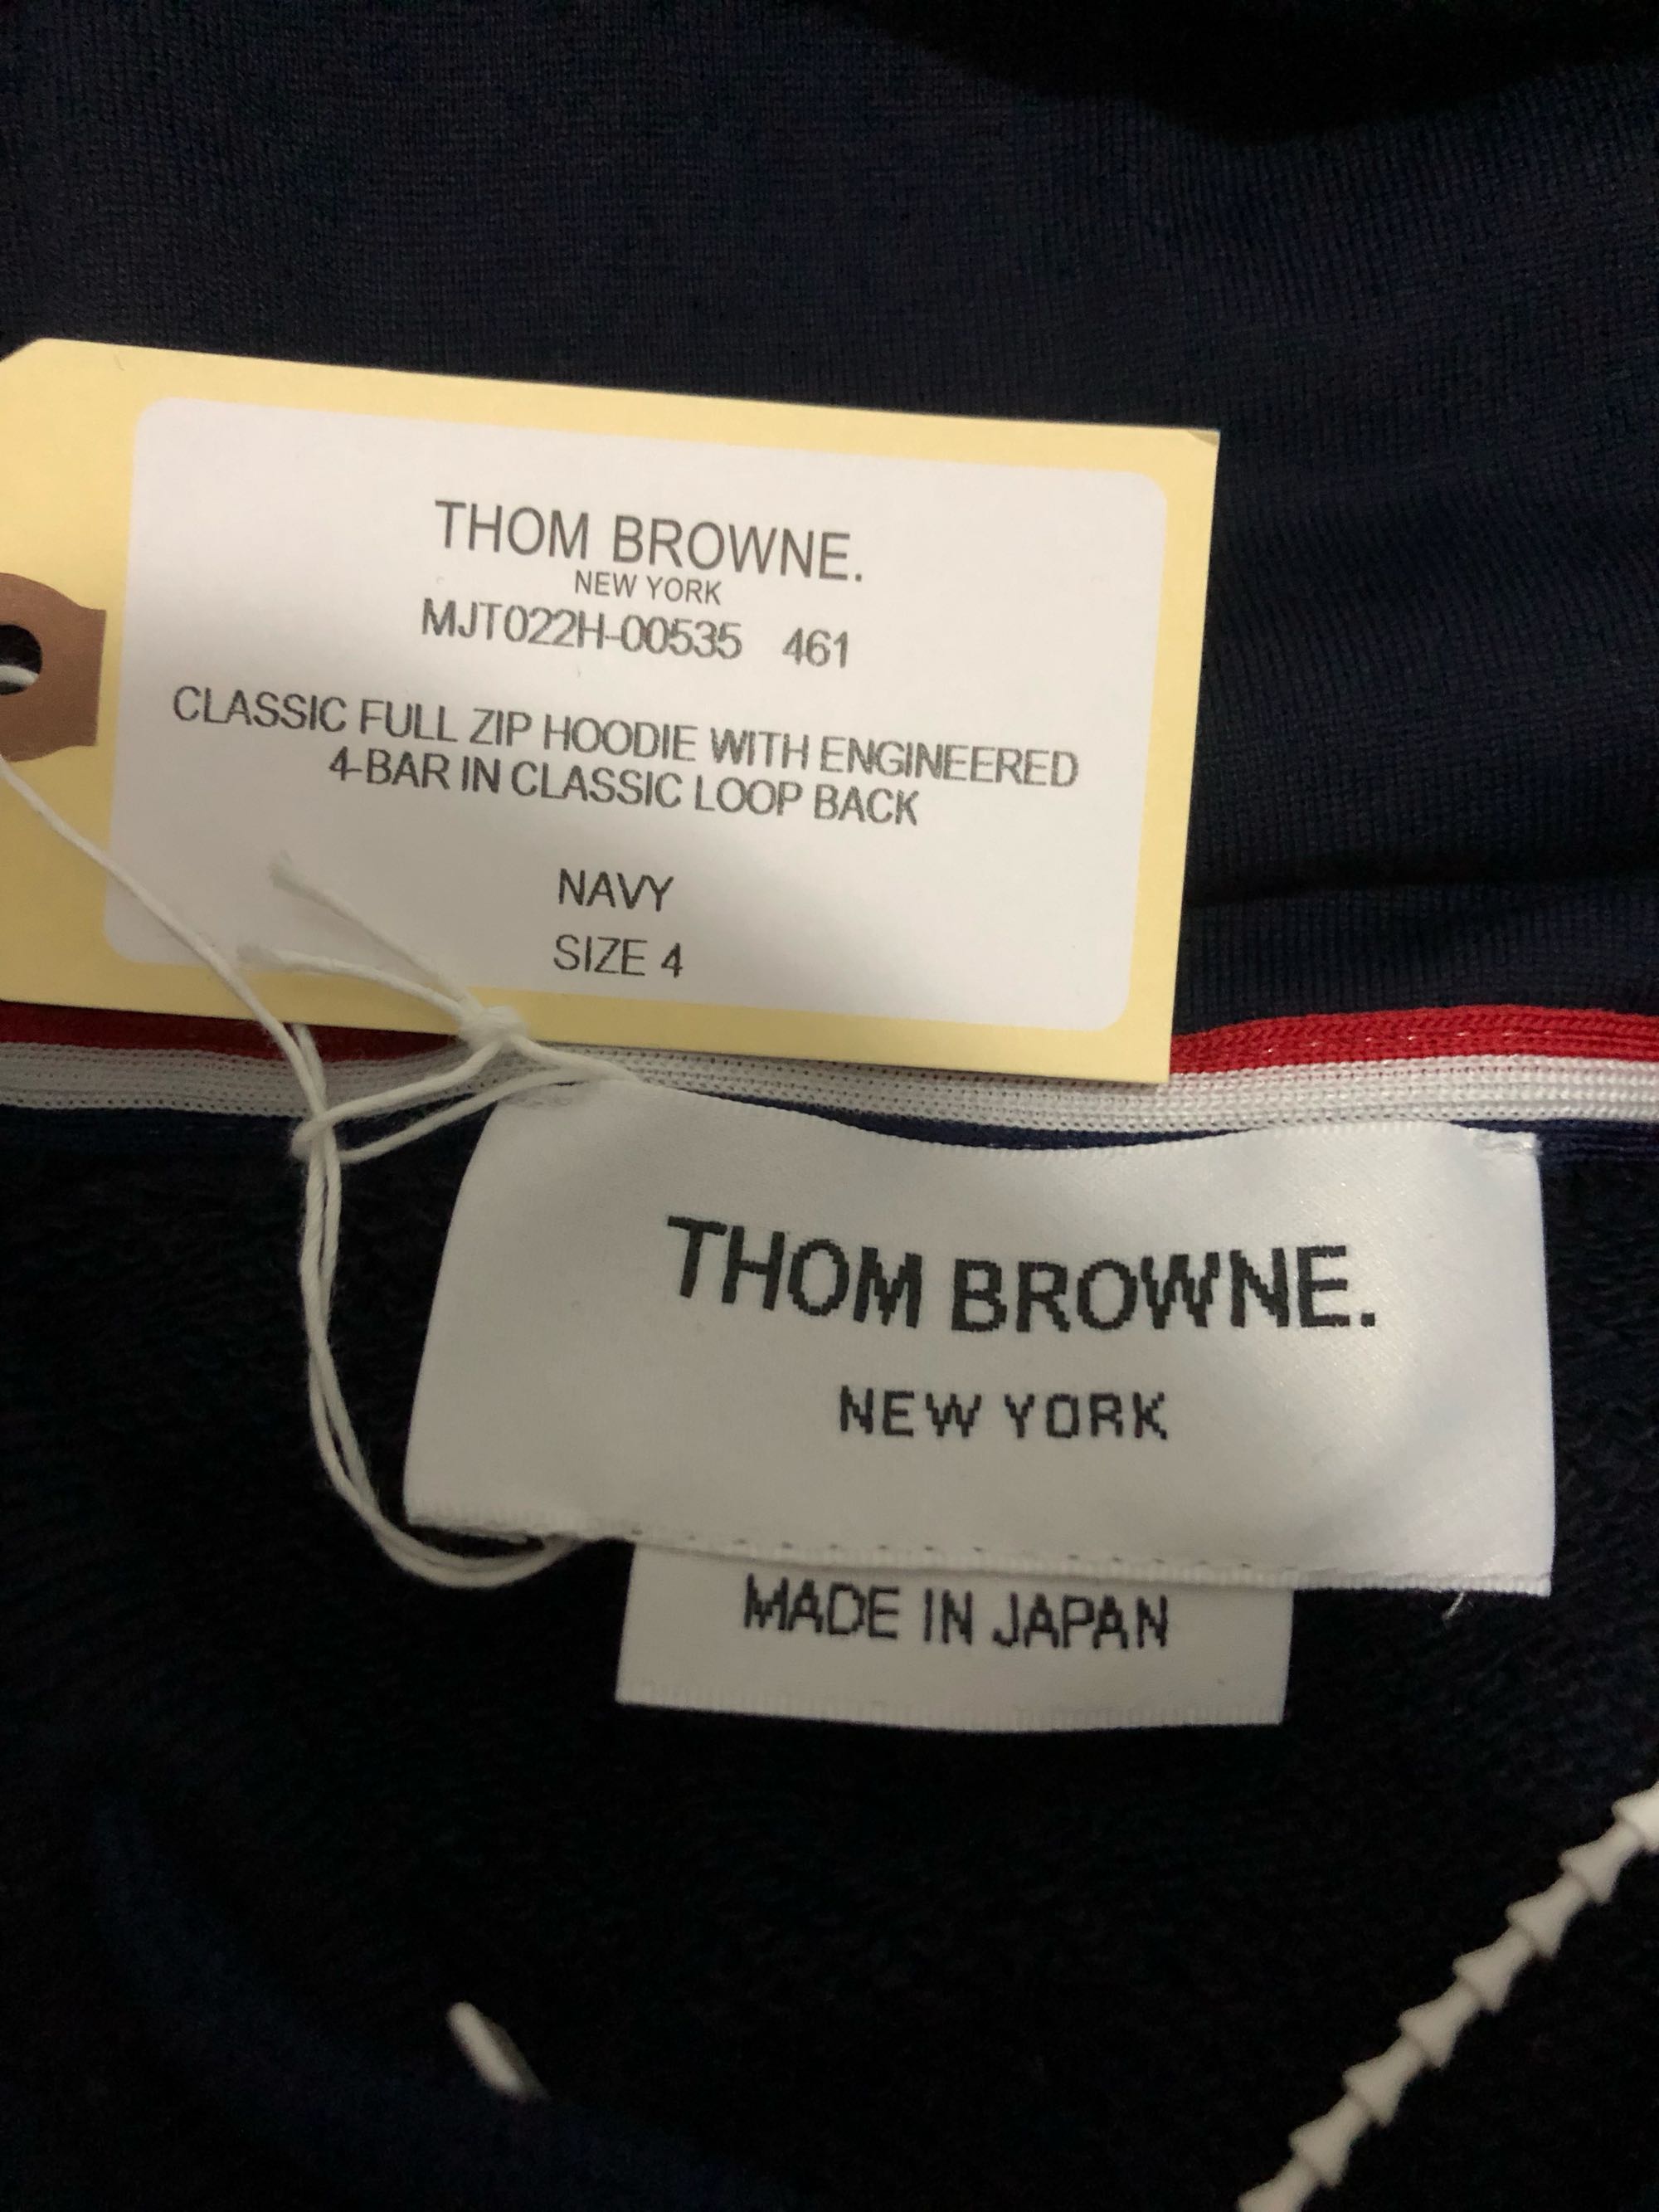 THOM BROWNE.
NEW YORK
MJT022H-00535 461
CLASSIC FULL ZIP HOODIE WITH ENGINEERED
4-BAR IN CLASSIC LOOP BACK
NAVY
SIZE 4
THOM BROWNE.
NEW YORK
MADE IN JAPAN